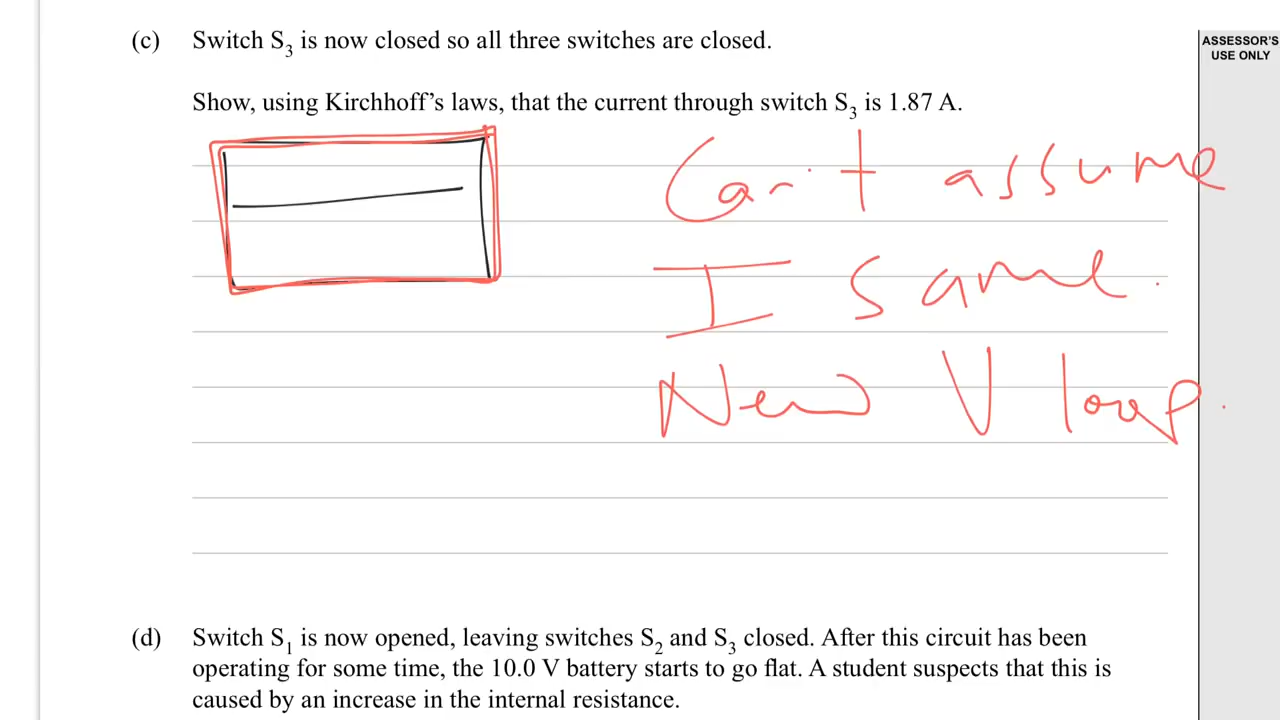 (c) Switch S3 is now closed so all three switches are closed.
ASSESSOR'S
USE ONLY
Show, using Kirchhoff's laws, that the current through switch S3 is 1.87 A.
Can't assume
I same.
New V loop.
(d) Switch S1 is now opened, leaving switches S2 and S3 closed. After this circuit has been
operating for some time, the 10.0 V battery starts to go flat. A student suspects that this is
caused by an increase in the internal resistance.